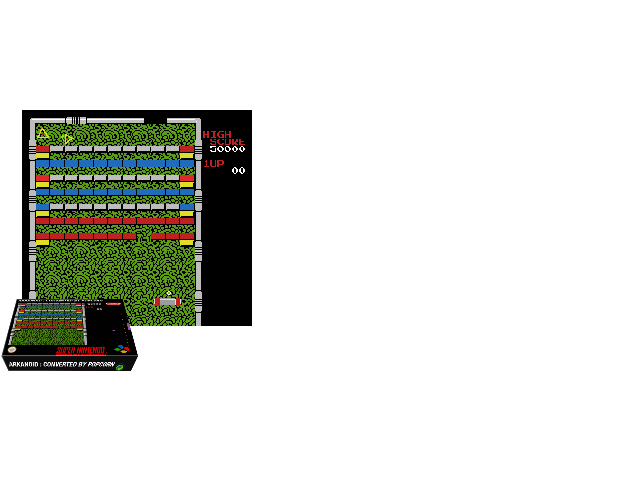 HIGH
SCORE
50000
1UP
00
SUPER NINTENDO
ARKANOID : CONVERTED BY POPCORN